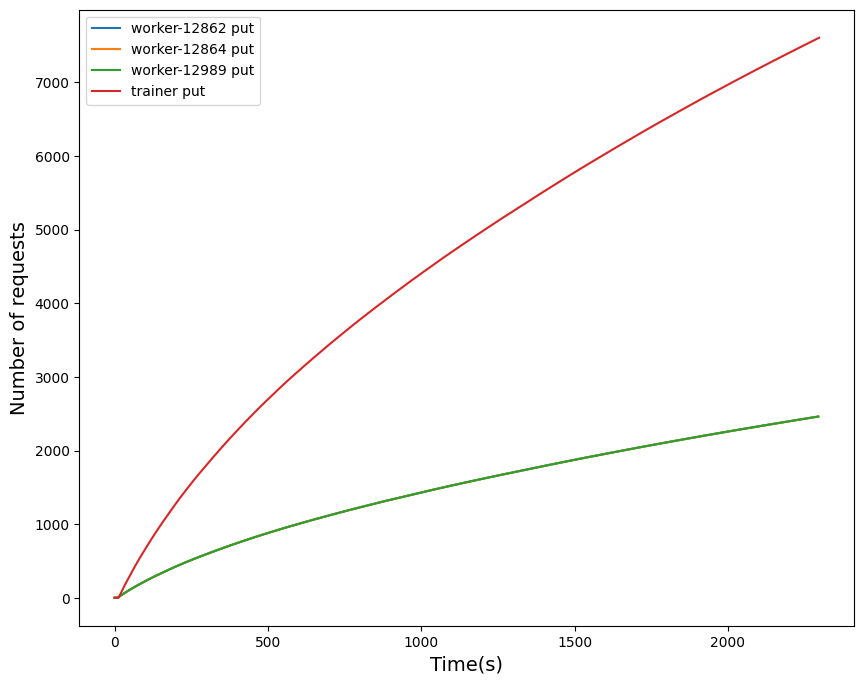 worker-12862 put
worker-12864 put
worker-12989 put
trainer put
Number of requests
7000
6000
5000
4000
3000
2000
1000
0
0 500 1000 1500 2000
Time(s)